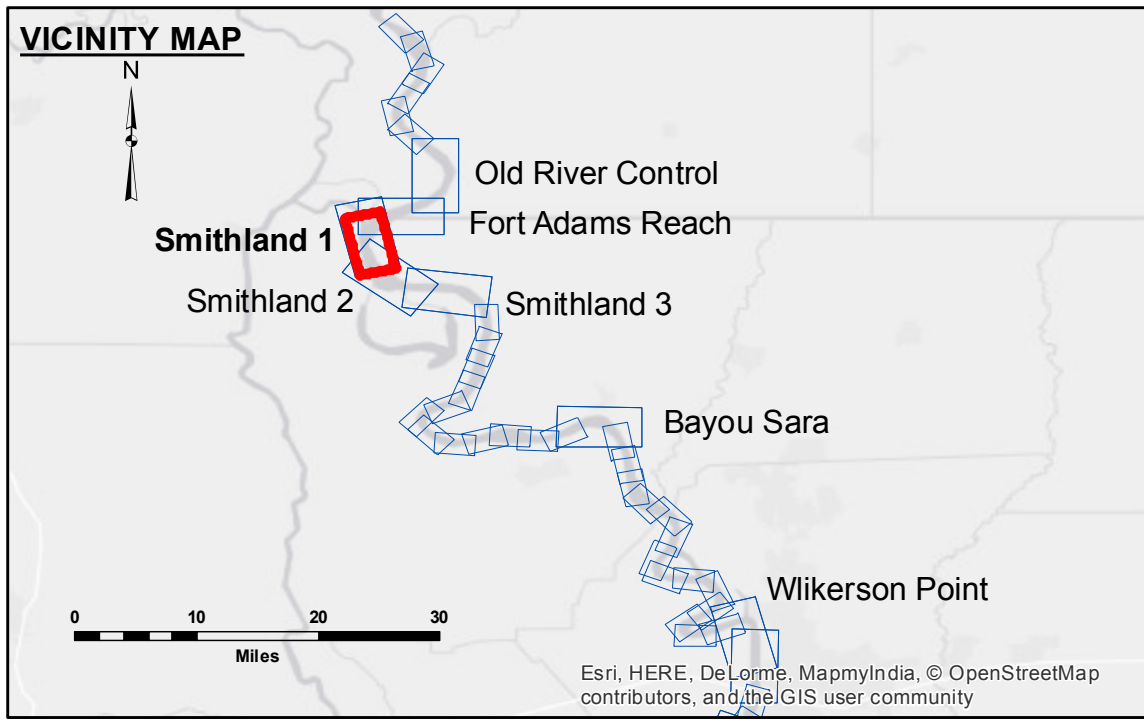 VICINITY MAP
N
Old River Control
Fort Adams Reach
Smithland 1
Smithland 2
Smithland 3
Bayou Sara
Wlikerson Point
0 10 20 30
Miles
Esri, HERE, DeLorme, MapmyIndia, © OpenStreetMap
contributors, and the GIS user community